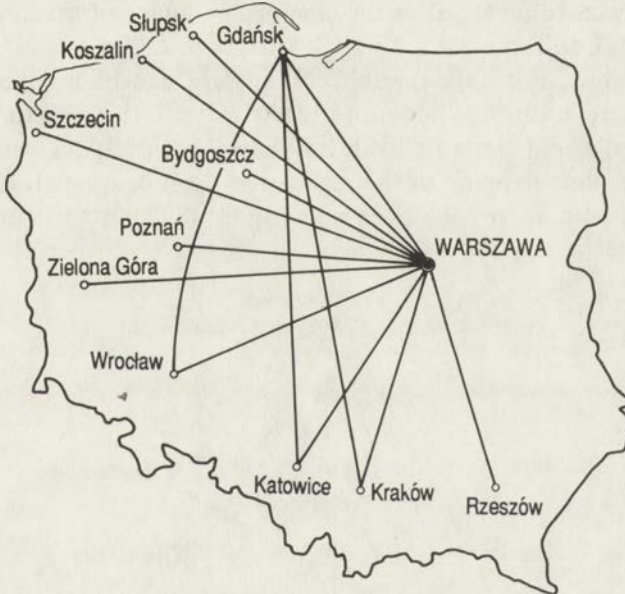 Słupsk
Gdańsk
Koszalin
Szczecin
Bydgoszcz
Poznań
WARSZAWA
Zielona Góra
Wrocław
Katowice
Kraków
Rzeszów